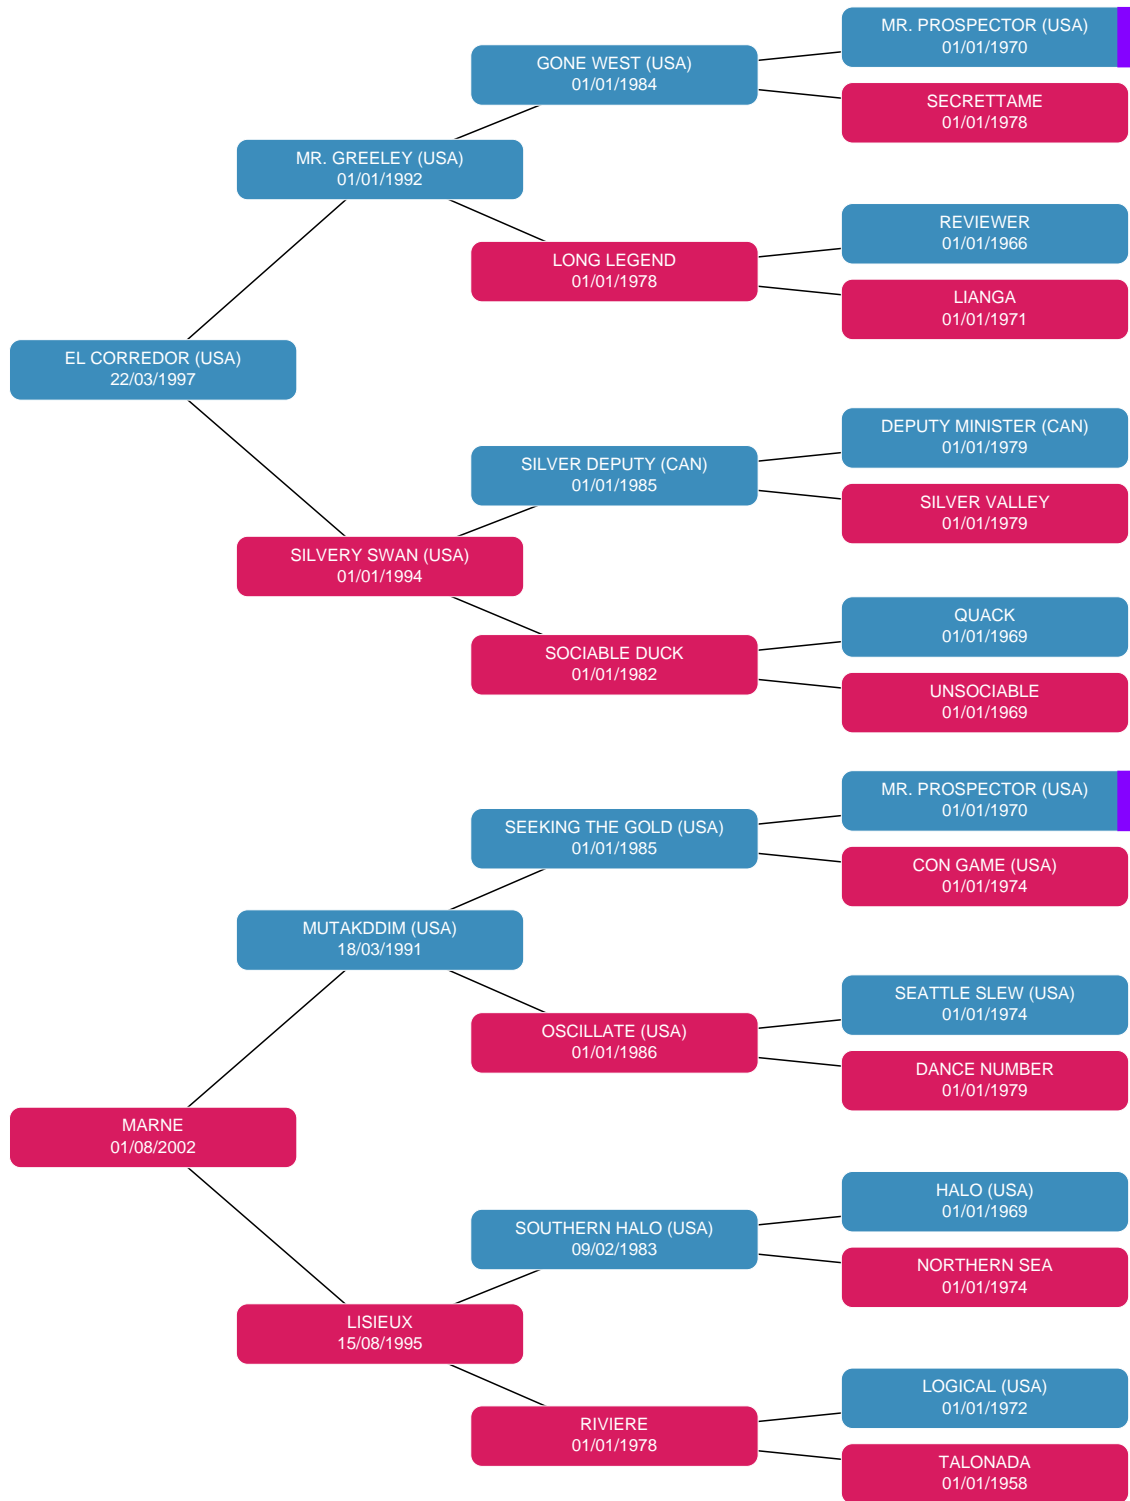 MR. PROSPECTOR (USA)
01/01/1970
GONE WEST (USA)
01/01/1984
SECRETTAME
01/01/1978
MR. GREELEY (USA)
01/01/1992
REVIEWER
01/01/1966
LONG LEGEND
01/01/1978
LIANGA
01/01/1971
EL CORREDOR (USA)
22/03/1997
DEPUTY MINISTER (CAN)
01/01/1979
SILVER DEPUTY (CAN)
01/01/1985
SILVER VALLEY
01/01/1979
SILVERY SWAN (USA)
01/01/1994
QUACK
01/01/1969
SOCIABLE DUCK
01/01/1982
UNSOCIABLE
01/01/1969
MR. PROSPECTOR (USA)
01/01/1970
SEEKING THE GOLD (USA)
01/01/1985
CON GAME (USA)
01/01/1974
MUTAKDDIM (USA)
18/03/1991
SEATTLE SLEW (USA)
01/01/1974
OSCILLATE (USA)
01/01/1986
DANCE NUMBER
01/01/1979
MARNE
01/08/2002
HALO (USA)
01/01/1969
SOUTHERN HALO (USA)
09/02/1983
NORTHERN SEA
01/01/1974
LISIEUX
15/08/1995
LOGICAL (USA)
01/01/1972
RIVIERE
01/01/1978
TALONADA
01/01/1958